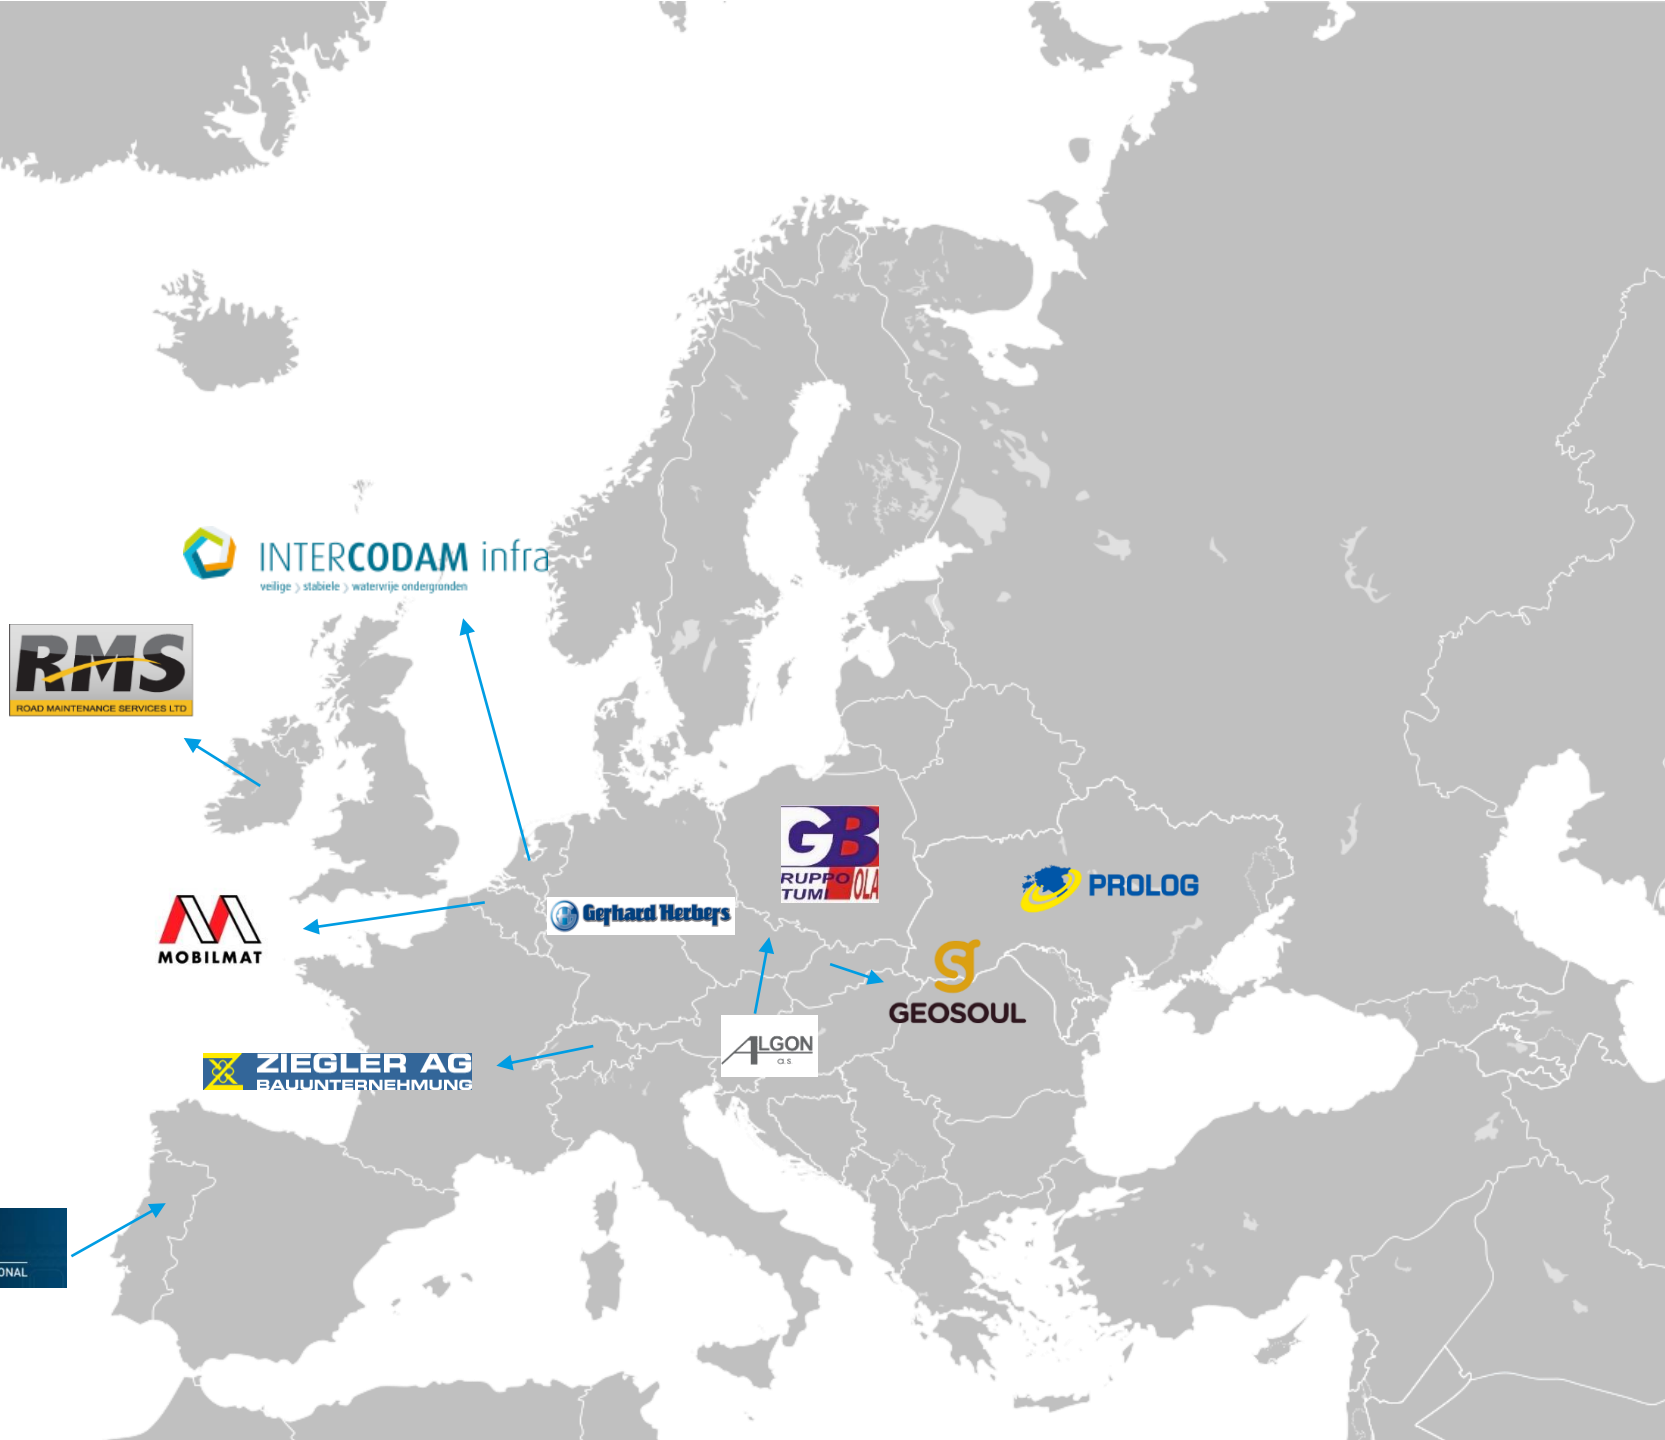 INTERCODAM infra
veilige > stabiele > watervrije ondergronden
RMS
ROAD MAINTENANCE SERVICES LTD
GB
RUPPO
TUMI
OLA
PROLOG
MOBILMAT
Gerhard Herbers
GEOSOUL
ALGON
a.s.
ZIEGLER AG
BAUUNTERNEHMUNG
ONAL